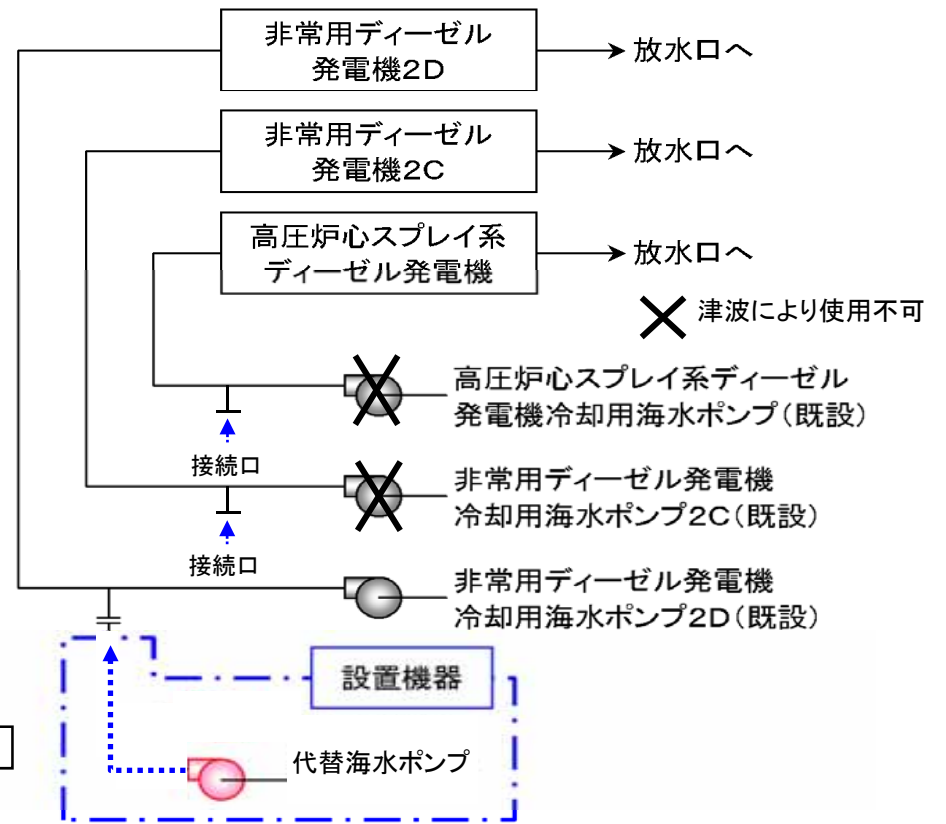 非常用ディーゼル
発電機2D
放水口へ
非常用ディーゼル
発電機2C
放水口へ
高圧炉心スプレイ系
ディーゼル発電機
放水口へ
津波により使用不可
高圧炉心スプレイ系ディーゼル
発電機冷却用海水ポンプ(既設)
接続口
非常用ディーゼル発電機
冷却用海水ポンプ2C(既設)
接続口
非常用ディーゼル発電機
冷却用海水ポンプ2D(既設)
設置機器
代替海水ポンプ